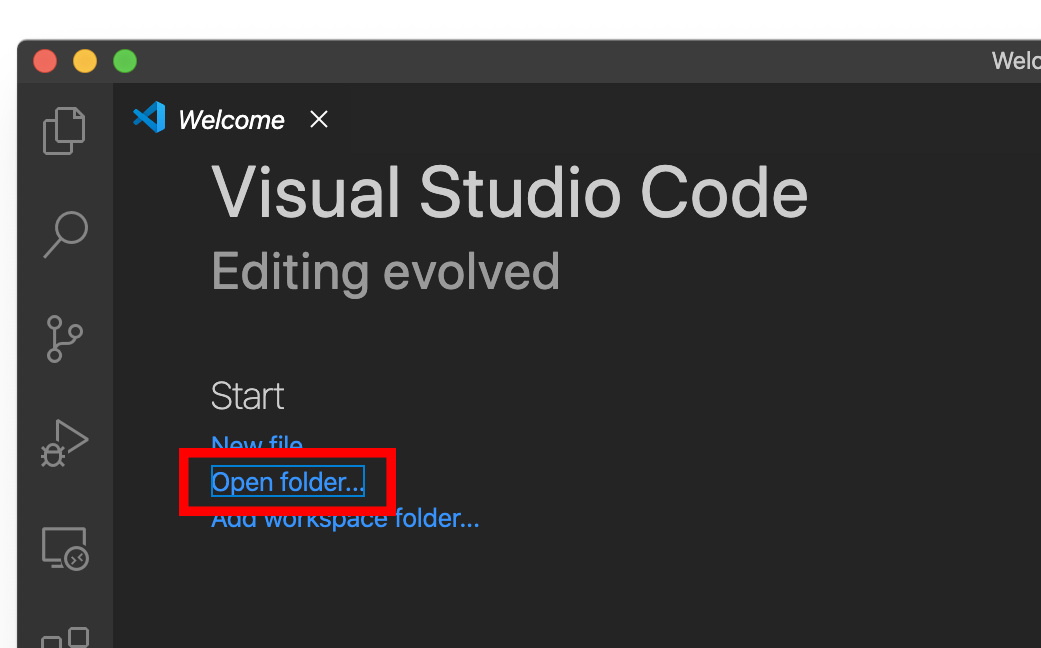 Welc
Welcome
Visual Studio Code
Editing evolved
Start
New file
Open folder...
Add workspace folder...